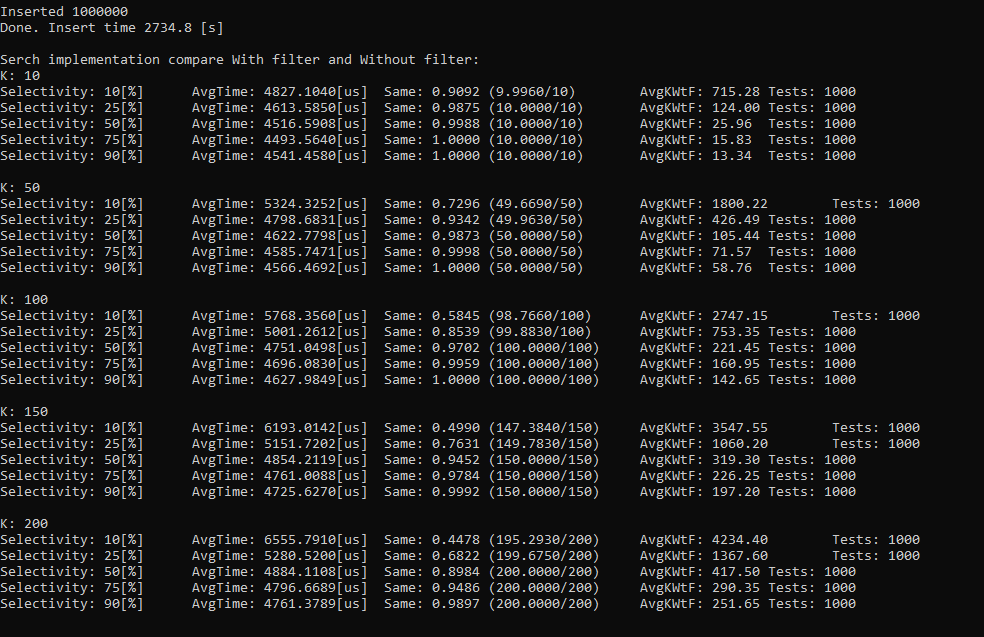 Inserted 1000000
Done. Insert time 2734.8 [s]
Serch implementation compare With filter and Without filter:
K: 10
Selectivity: 10[%] AvgTime: 4827.1040[us] Same: 0.9092 (9.9960/10) AvgKWtF: 715.28 Tests: 1000
Selectivity: 25[%] AvgTime: 4613.5850[us] Same: 0.9875 (10.0000/10) AvgKWtF: 124.00 Tests: 1000
Selectivity: 50[%] AvgTime: 4516.5908[us] Same: 0.9988 (10.0000/10) AvgKWtF: 25.96 Tests: 1000
Selectivity: 75[%] AvgTime: 4493.5640[us] Same: 1.0000 (10.0000/10) AvgKWtF: 15.83 Tests: 1000
Selectivity: 90[%] AvgTime: 4541.4580[us] Same: 1.0000 (10.0000/10) AvgKWtF: 13.34 Tests: 1000
K: 50
Selectivity: 10[%] AvgTime: 5324.3252[us] Same: 0.7296 (49.6690/50) AvgKWtF: 1800.22 Tests: 1000
Selectivity: 25[%] AvgTime: 4798.6831[us] Same: 0.9342 (49.9630/50) AvgKWtF: 426.49 Tests: 1000
Selectivity: 50[%] AvgTime: 4622.7798[us] Same: 0.9873 (50.0000/50) AvgKWtF: 105.44 Tests: 1000
Selectivity: 75[%] AvgTime: 4585.7471[us] Same: 0.9998 (50.0000/50) AvgKWtF: 71.57 Tests: 1000
Selectivity: 90[%] AvgTime: 4566.4692[us] Same: 1.0000 (50.0000/50) AvgKWtF: 58.76 Tests: 1000
K: 100
Selectivity: 10[%] AvgTime: 5768.3560[us] Same: 0.5845 (98.7660/100) AvgKWtF: 2747.15 Tests: 1000
Selectivity: 25[%] AvgTime: 5001.2612[us] Same: 0.8539 (99.8830/100) AvgKWtF: 753.35 Tests: 1000
Selectivity: 50[%] AvgTime: 4751.0498[us] Same: 0.9702 (100.0000/100) AvgKWtF: 221.45 Tests: 1000
Selectivity: 75[%] AvgTime: 4696.0830[us] Same: 0.9959 (100.0000/100) AvgKWtF: 160.95 Tests: 1000
Selectivity: 90[%] AvgTime: 4627.9849[us] Same: 1.0000 (100.0000/100) AvgKWtF: 142.65 Tests: 1000
K: 150
Selectivity: 10[%] AvgTime: 6193.0142[us] Same: 0.4990 (147.3840/150) AvgKWtF: 3547.55 Tests: 1000
Selectivity: 25[%] AvgTime: 5151.7202[us] Same: 0.7631 (149.7830/150) AvgKWtF: 1060.20 Tests: 1000
Selectivity: 50[%] AvgTime: 4854.2119[us] Same: 0.9452 (150.0000/150) AvgKWtF: 319.30 Tests: 1000
Selectivity: 75[%] AvgTime: 4761.0088[us] Same: 0.9784 (150.0000/150) AvgKWtF: 226.25 Tests: 1000
Selectivity: 90[%] AvgTime: 4725.6270[us] Same: 0.9992 (150.0000/150) AvgKWtF: 197.20 Tests: 1000
K: 200
Selectivity: 10[%] AvgTime: 6555.7910[us] Same: 0.4478 (195.2930/200) AvgKWtF: 4234.40 Tests: 1000
Selectivity: 25[%] AvgTime: 5280.5200[us] Same: 0.6822 (199.6750/200) AvgKWtF: 1367.60 Tests: 1000
Selectivity: 50[%] AvgTime: 4884.1108[us] Same: 0.8984 (200.0000/200) AvgKWtF: 417.50 Tests: 1000
Selectivity: 75[%] AvgTime: 4796.6689[us] Same: 0.9486 (200.0000/200) AvgKWtF: 290.35 Tests: 1000
Selectivity: 90[%] AvgTime: 4761.3789[us] Same: 0.9897 (200.0000/200) AvgKWtF: 251.65 Tests: 1000